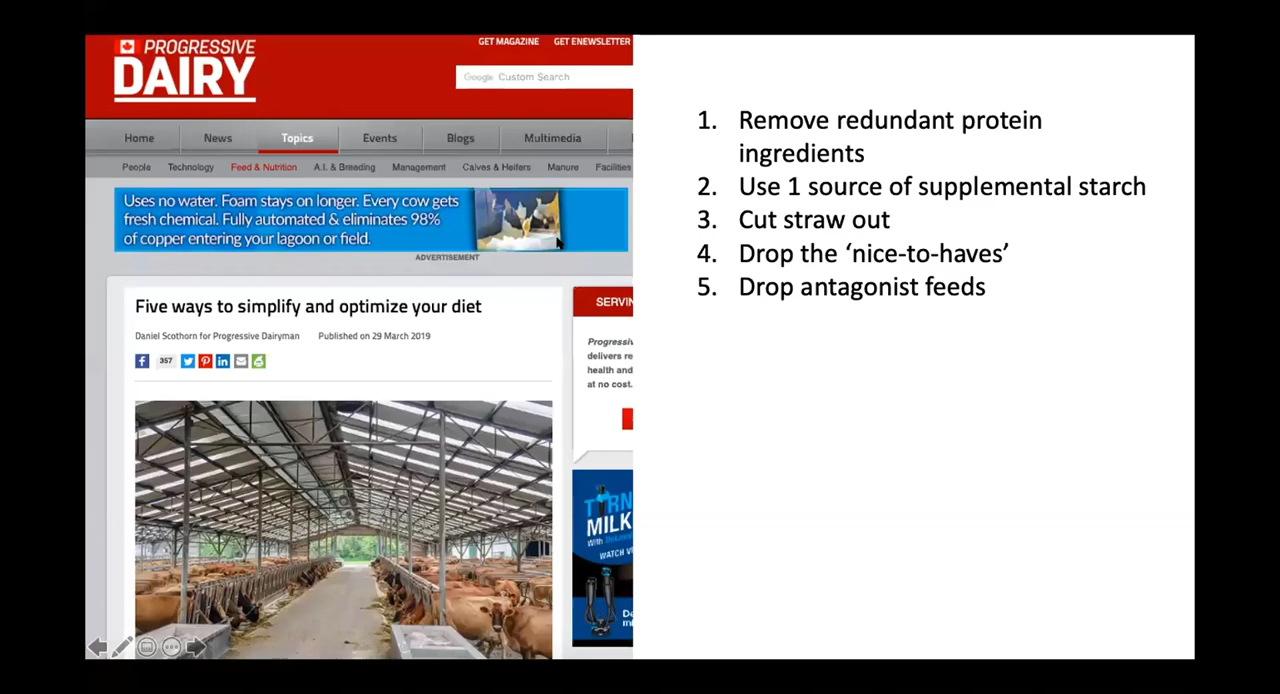 PROGRESSIVE
DAIRY
GET MAGAZINE GET ENEWSLETTER
Google Custom Search
Home News Topics Events Blogs Multimedia
People Technology Feed & Nutrition A.I. & Breeding Management Calves & Heifers Manure Facilities
Uses no water. Foam stays on longer. Every cow gets
fresh chemical. Fully automated & eliminates 98%
of copper entering your lagoon or field.
ADVERTISEMENT
Five ways to simplify and optimize your diet
Daniel Scothorn for Progressive Dairyman Published on 29 March 2019
357
SERVIN
Progressiv
delivers re
health and
at no cost.
TURN
MILK
With
WATCH
De
1. Remove redundant protein
ingredients
2. Use 1 source of supplemental starch
3. Cut straw out
4. Drop the ‘nice-to-haves’
5. Drop antagonist feeds